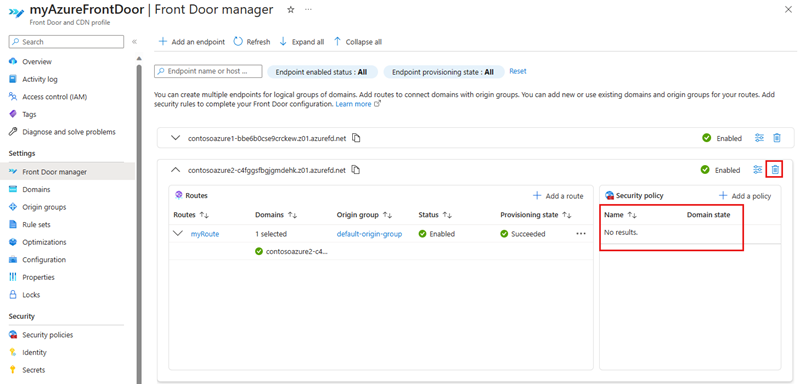 myAzureFrontDoor | Front Door manager
Front Door and CDN profile
Search
Overview
Activity log
Access control (IAM)
Tags
Diagnose and solve problems
Settings
Front Door manager
Domains
Origin groups
Rule sets
Optimizations
Configuration
Properties
Locks
Security
Security policies
Identity
Secrets
Add an endpoint Refresh Expand all Collapse all
Endpoint name or host ... Endpoint enabled status : All Endpoint provisioning state : All Reset
You can create multiple endpoints for logical groups of domains. Add routes to connect domains with origin groups. You can add new or use existing domains and origin groups for your routes. Add
security rules to complete your Front Door configuration. Learn more
contosoazure1-bbe6b0cse9crckew.z01.azurefd.net Enabled
contosoazure2-c4fggsfbgjgmdehk.z01.azurefd.net Enabled
Routes Add a route
Routes Domains Origin group Status Provisioning state
myRoute 1 selected default-origin-group Enabled Succeeded
contosoazure2-c4...
Security policy Add a policy
Name Domain state
No results.